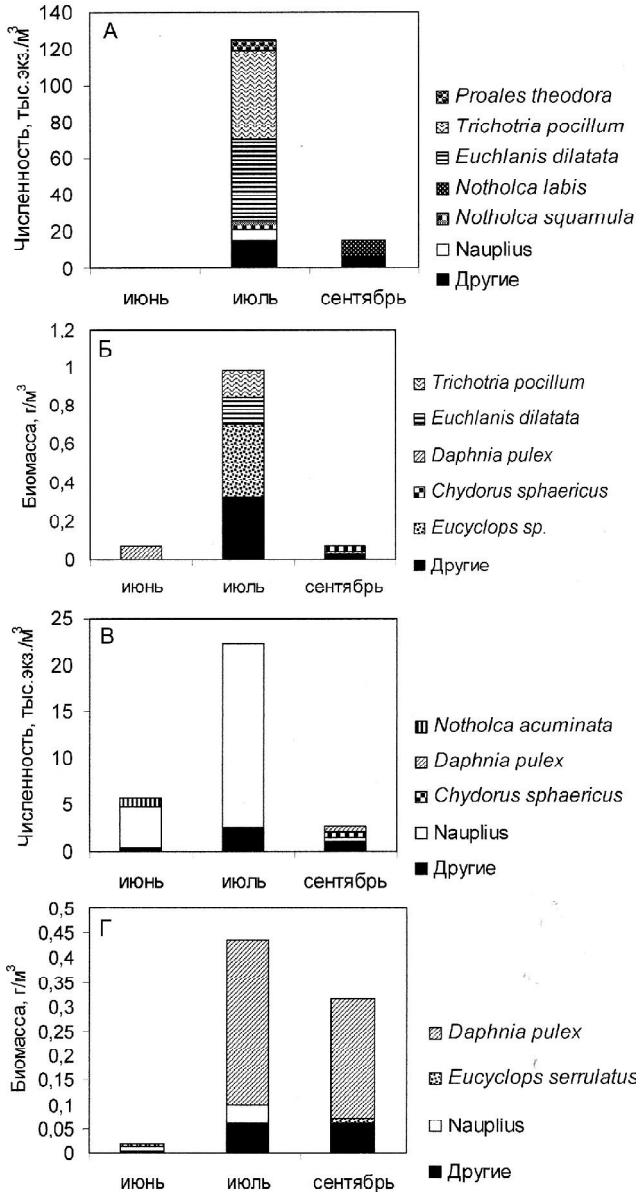 А
Численность, тыс.экз./м³
140
120
100
80
60
40
20
0
июнь июль сентябрь
Proales theodora
Trichotria pocillum
Euchlanis dilatata
Notholca labis
Notholca squamula
Nauplius
Другие
Б
Биомасса, г/м³
1,2
1
0,8
0,6
0,4
0,2
0
июнь июль сентябрь
Trichotria pocillum
Euchlanis dilatata
Daphnia pulex
Chydorus sphaericus
Eucyclops sp.
Другие
В
Численность, тыс.экз./м³
25
20
15
10
5
0
июнь июль сентябрь
Notholca acuminata
Daphnia pulex
Chydorus sphaericus
Nauplius
Другие
Г
Биомасса, г/м³
0,5
0,45
0,4
0,35
0,3
0,25
0,2
0,15
0,1
0,05
0
июнь июль сентябрь
Daphnia pulex
Eucyclops serrulatus
Nauplius
Другие